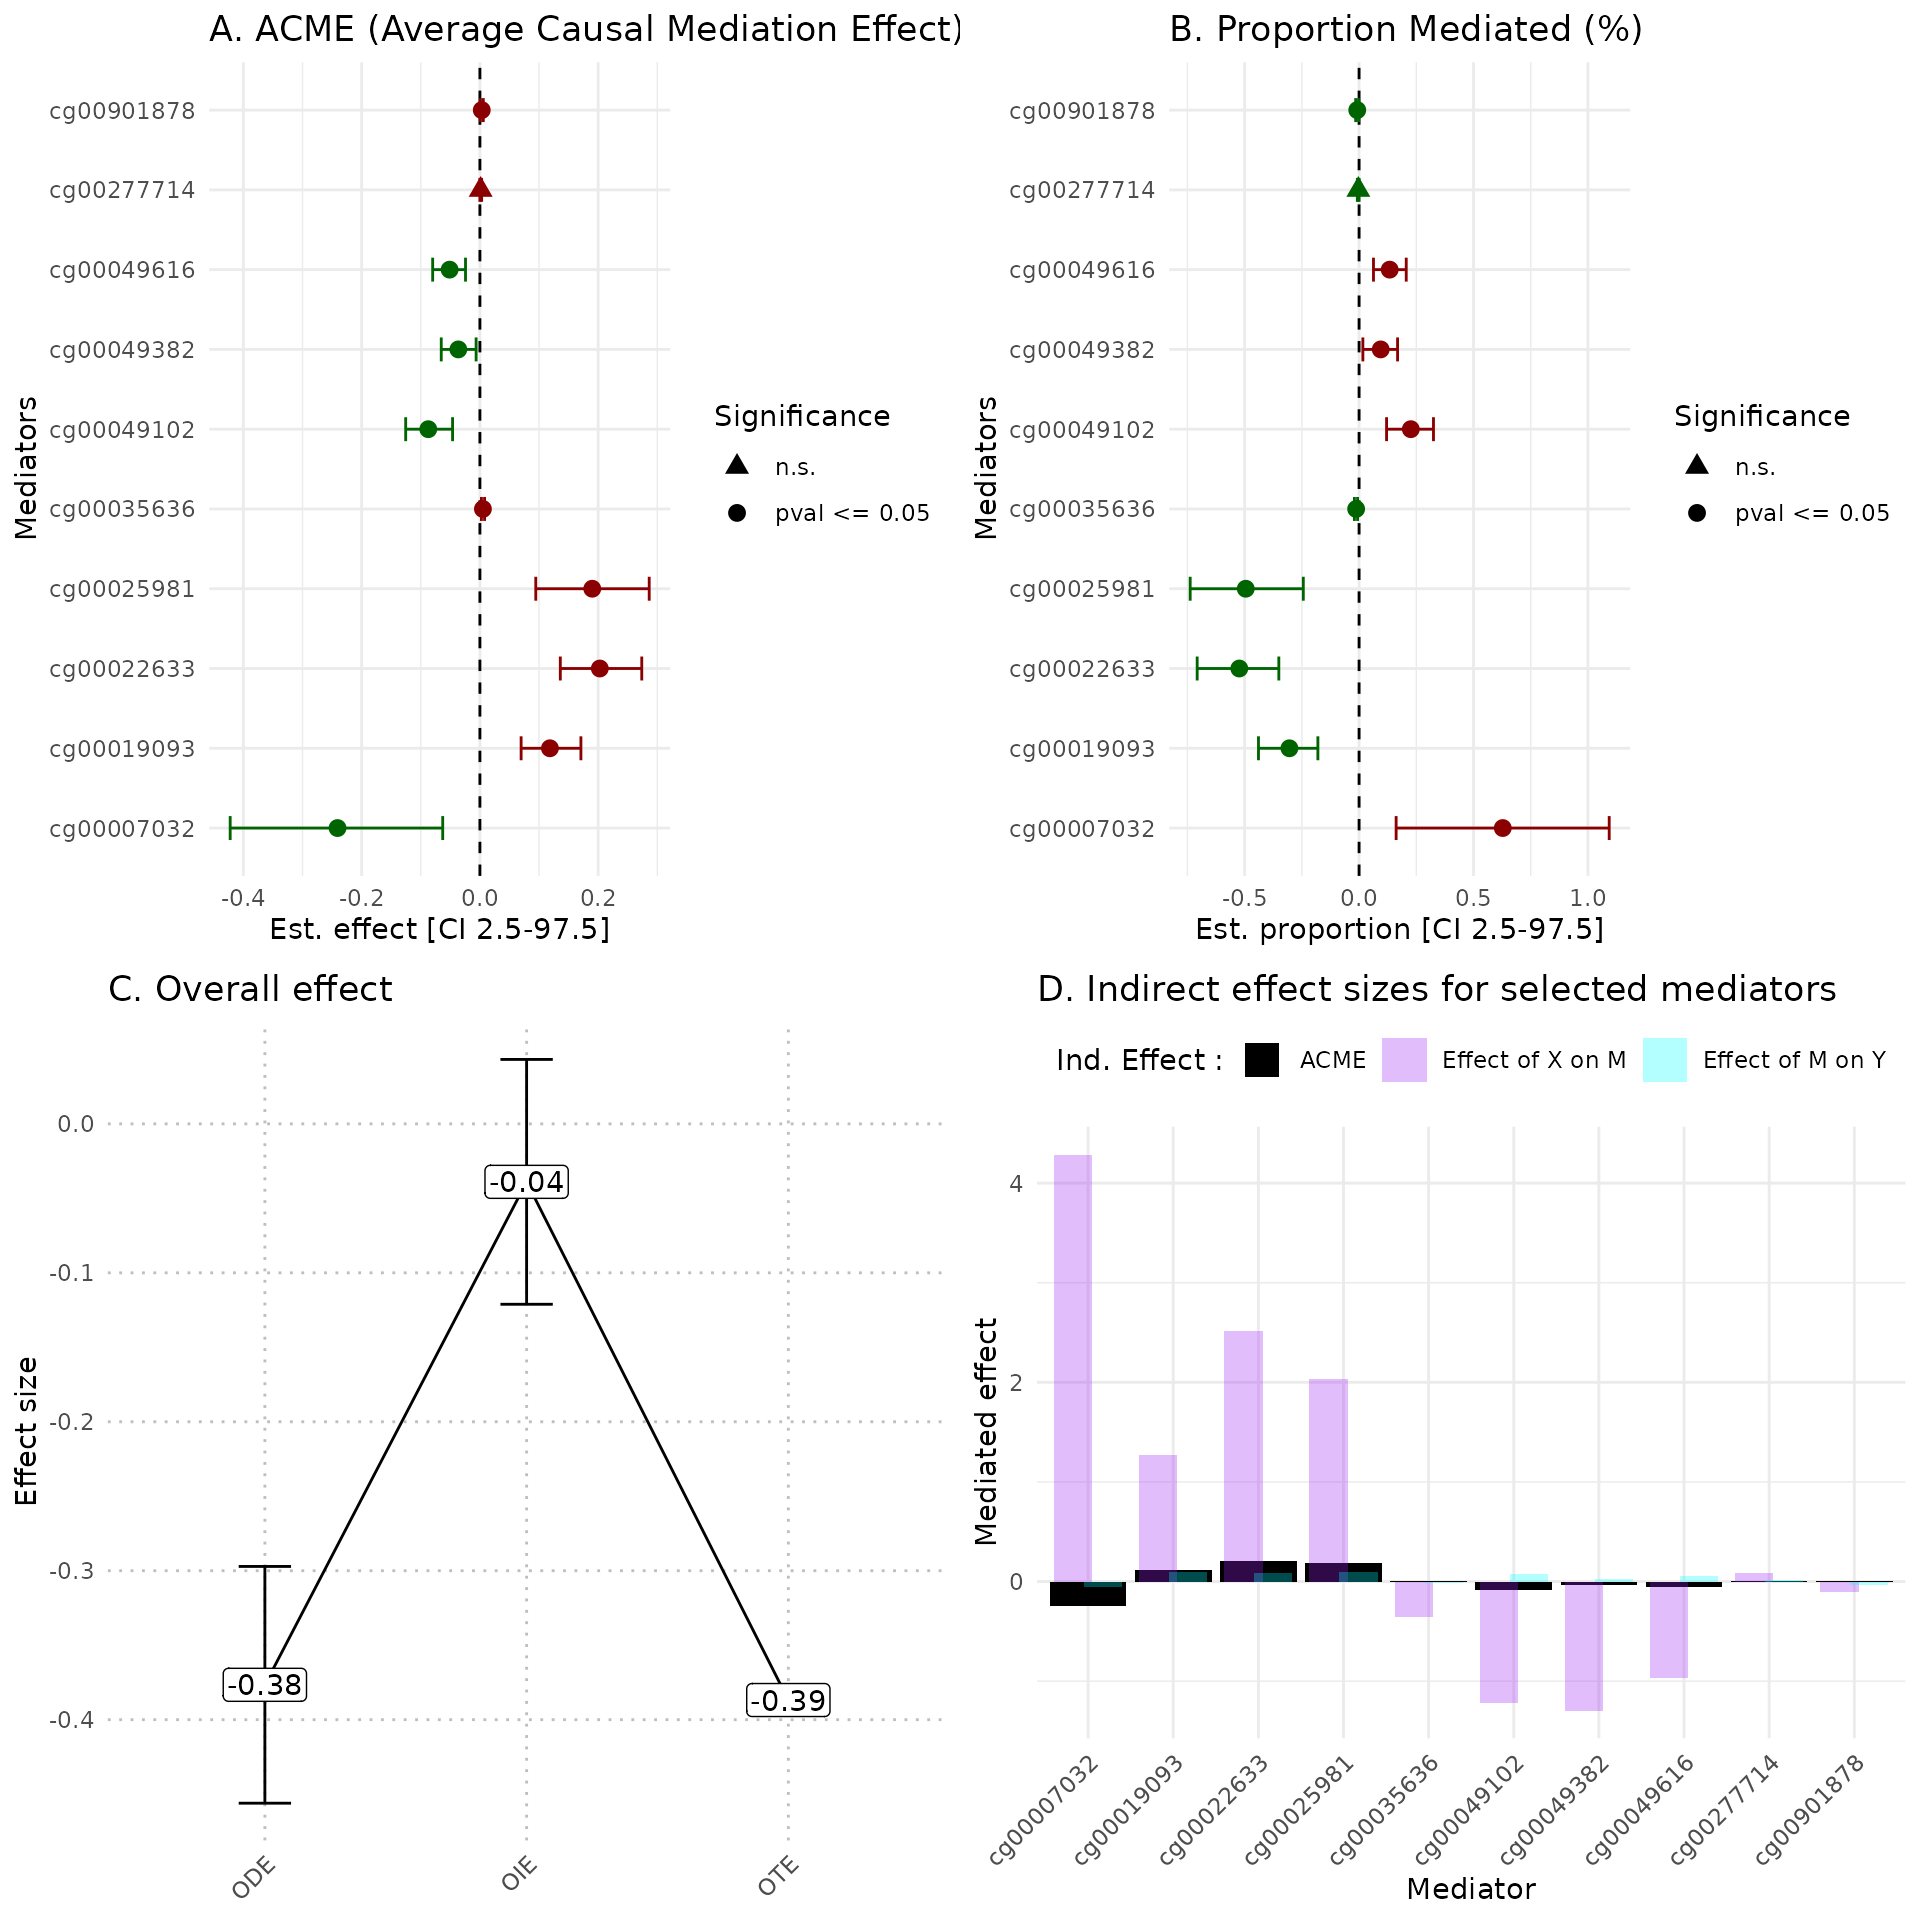 A. ACME (Average Causal Mediation Effect)
Mediators
cg00901878
cg00277714
cg00049616
cg00049382
cg00049102
cg00035636
cg00025981
cg00022633
cg00019093
cg00007032
-0.4
-0.2
0.0
0.2
Est. effect [CI 2.5-97.5]
Significance
n.s.
pval <= 0.05
B. Proportion Mediated (%)
Mediators
cg00901878
cg00277714
cg00049616
cg00049382
cg00049102
cg00035636
cg00025981
cg00022633
cg00019093
cg00007032
-0.5
0.0
0.5
1.0
Est. proportion [CI 2.5-97.5]
Significance
n.s.
pval <= 0.05
C. Overall effect
Effect size
0.0
-0.1
-0.2
-0.3
-0.4
-0.38
-0.04
-0.39
ODE
OIE
OTE
D. Indirect effect sizes for selected mediators
Ind. Effect : ACME Effect of X on M Effect of M on Y
Mediated effect
4
2
0
cg00007032
cg00019093
cg00022633
cg00025981
cg00035636
cg00049102
cg00049382
cg00049616
cg00277714
cg00901878
Mediator